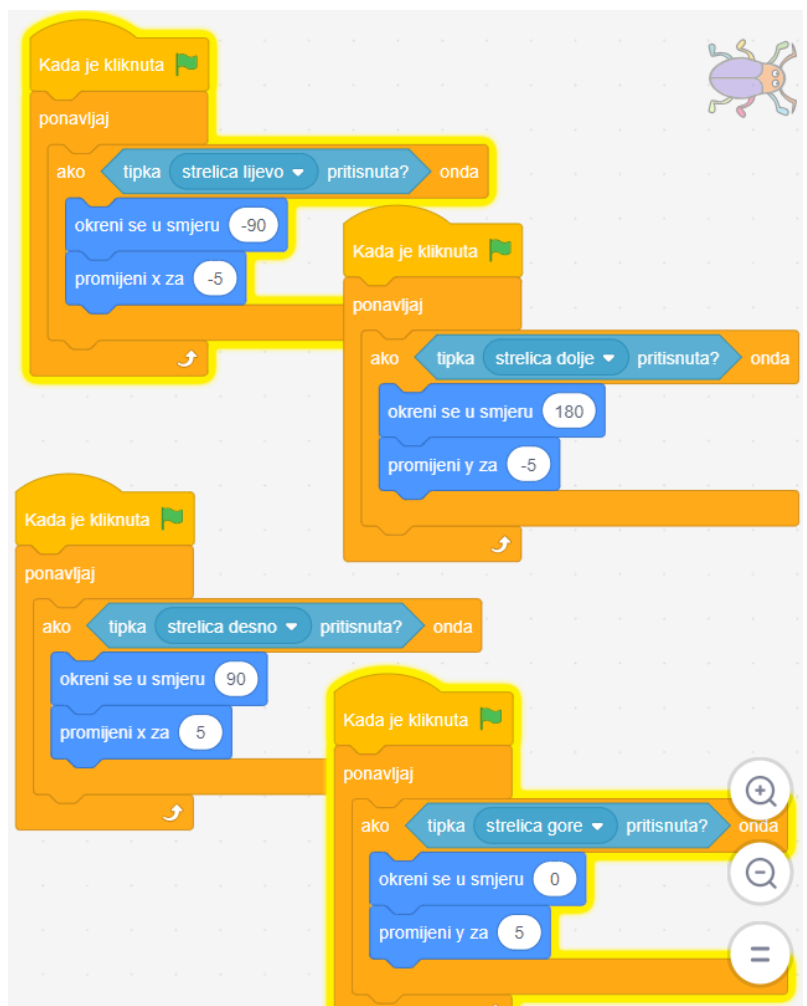 Kada je kliknuta
ponavljaj
ako tipka strelica lijevo pritisnuta? onda
okreni se u smjeru -90
promijeni x za -5
Kada je kliknuta
ponavljaj
ako tipka strelica dolje pritisnuta? onda
okreni se u smjeru 180
promijeni y za -5
Kada je kliknuta
ponavljaj
ako tipka strelica desno pritisnuta? onda
okreni se u smjeru 90
promijeni x za 5
Kada je kliknuta
ponavljaj
ako tipka strelica gore pritisnuta? onda
okreni se u smjeru 0
promijeni y za 5